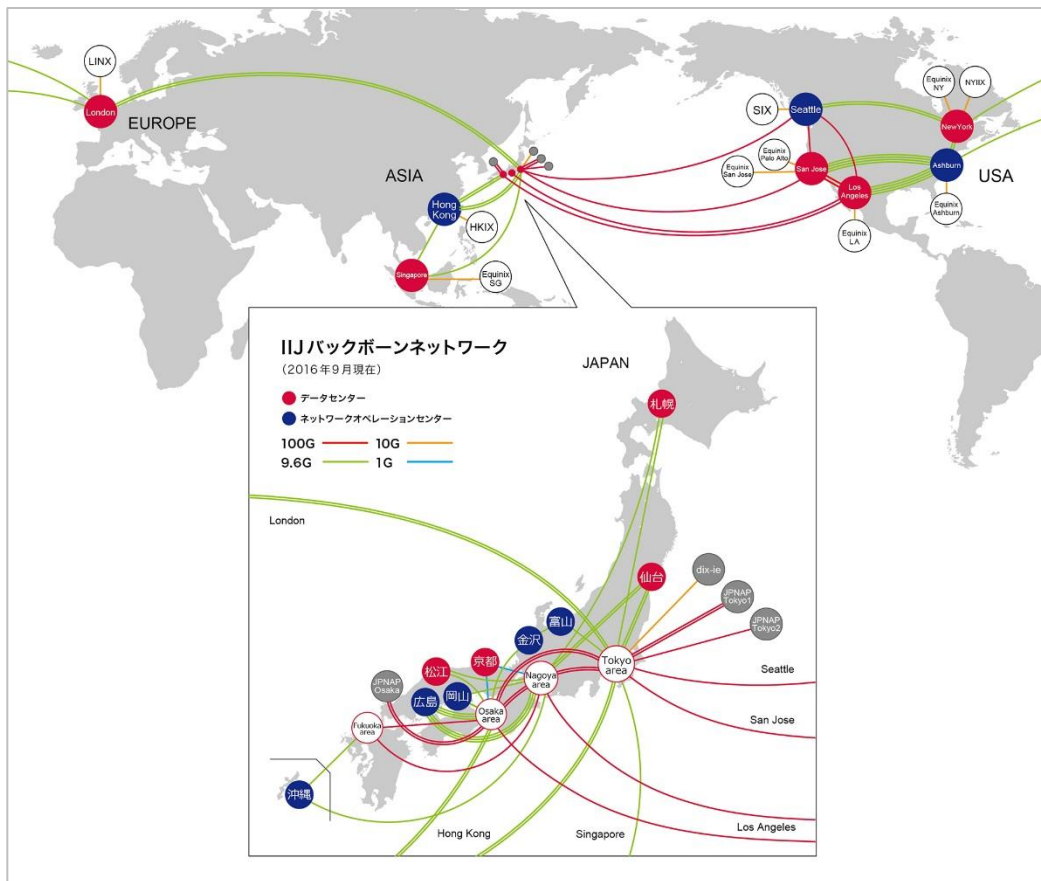 LINX
London
EUROPE
ASIA
Hong
Kong
HKIX
Singapore
Equinix
SG
SIX
Seattle
Equinix
NY
NYIIX
NewYork
Equinix
Palo Alto
Equinix
San Jose
San Jose
Los
Angeles
Ashburn
USA
Equinix
Ashburn
Equinix
LA
IIJバックボーンネットワーク
（2016年9月現在）
データセンター
ネットワークオペレーションセンター
100G
10G
9.6G
1G
JAPAN
札幌
London
仙台
dix-ie
JPNAP
Tokyo1
JPNAP
Tokyo2
富山
金沢
京都
松江
Tokyo
area
Nagoya
area
Seattle
JPNAP
Osaka
広島
岡山
Osaka
area
San Jose
Fukuoka
area
沖縄
Hong Kong
Singapore
Los Angeles